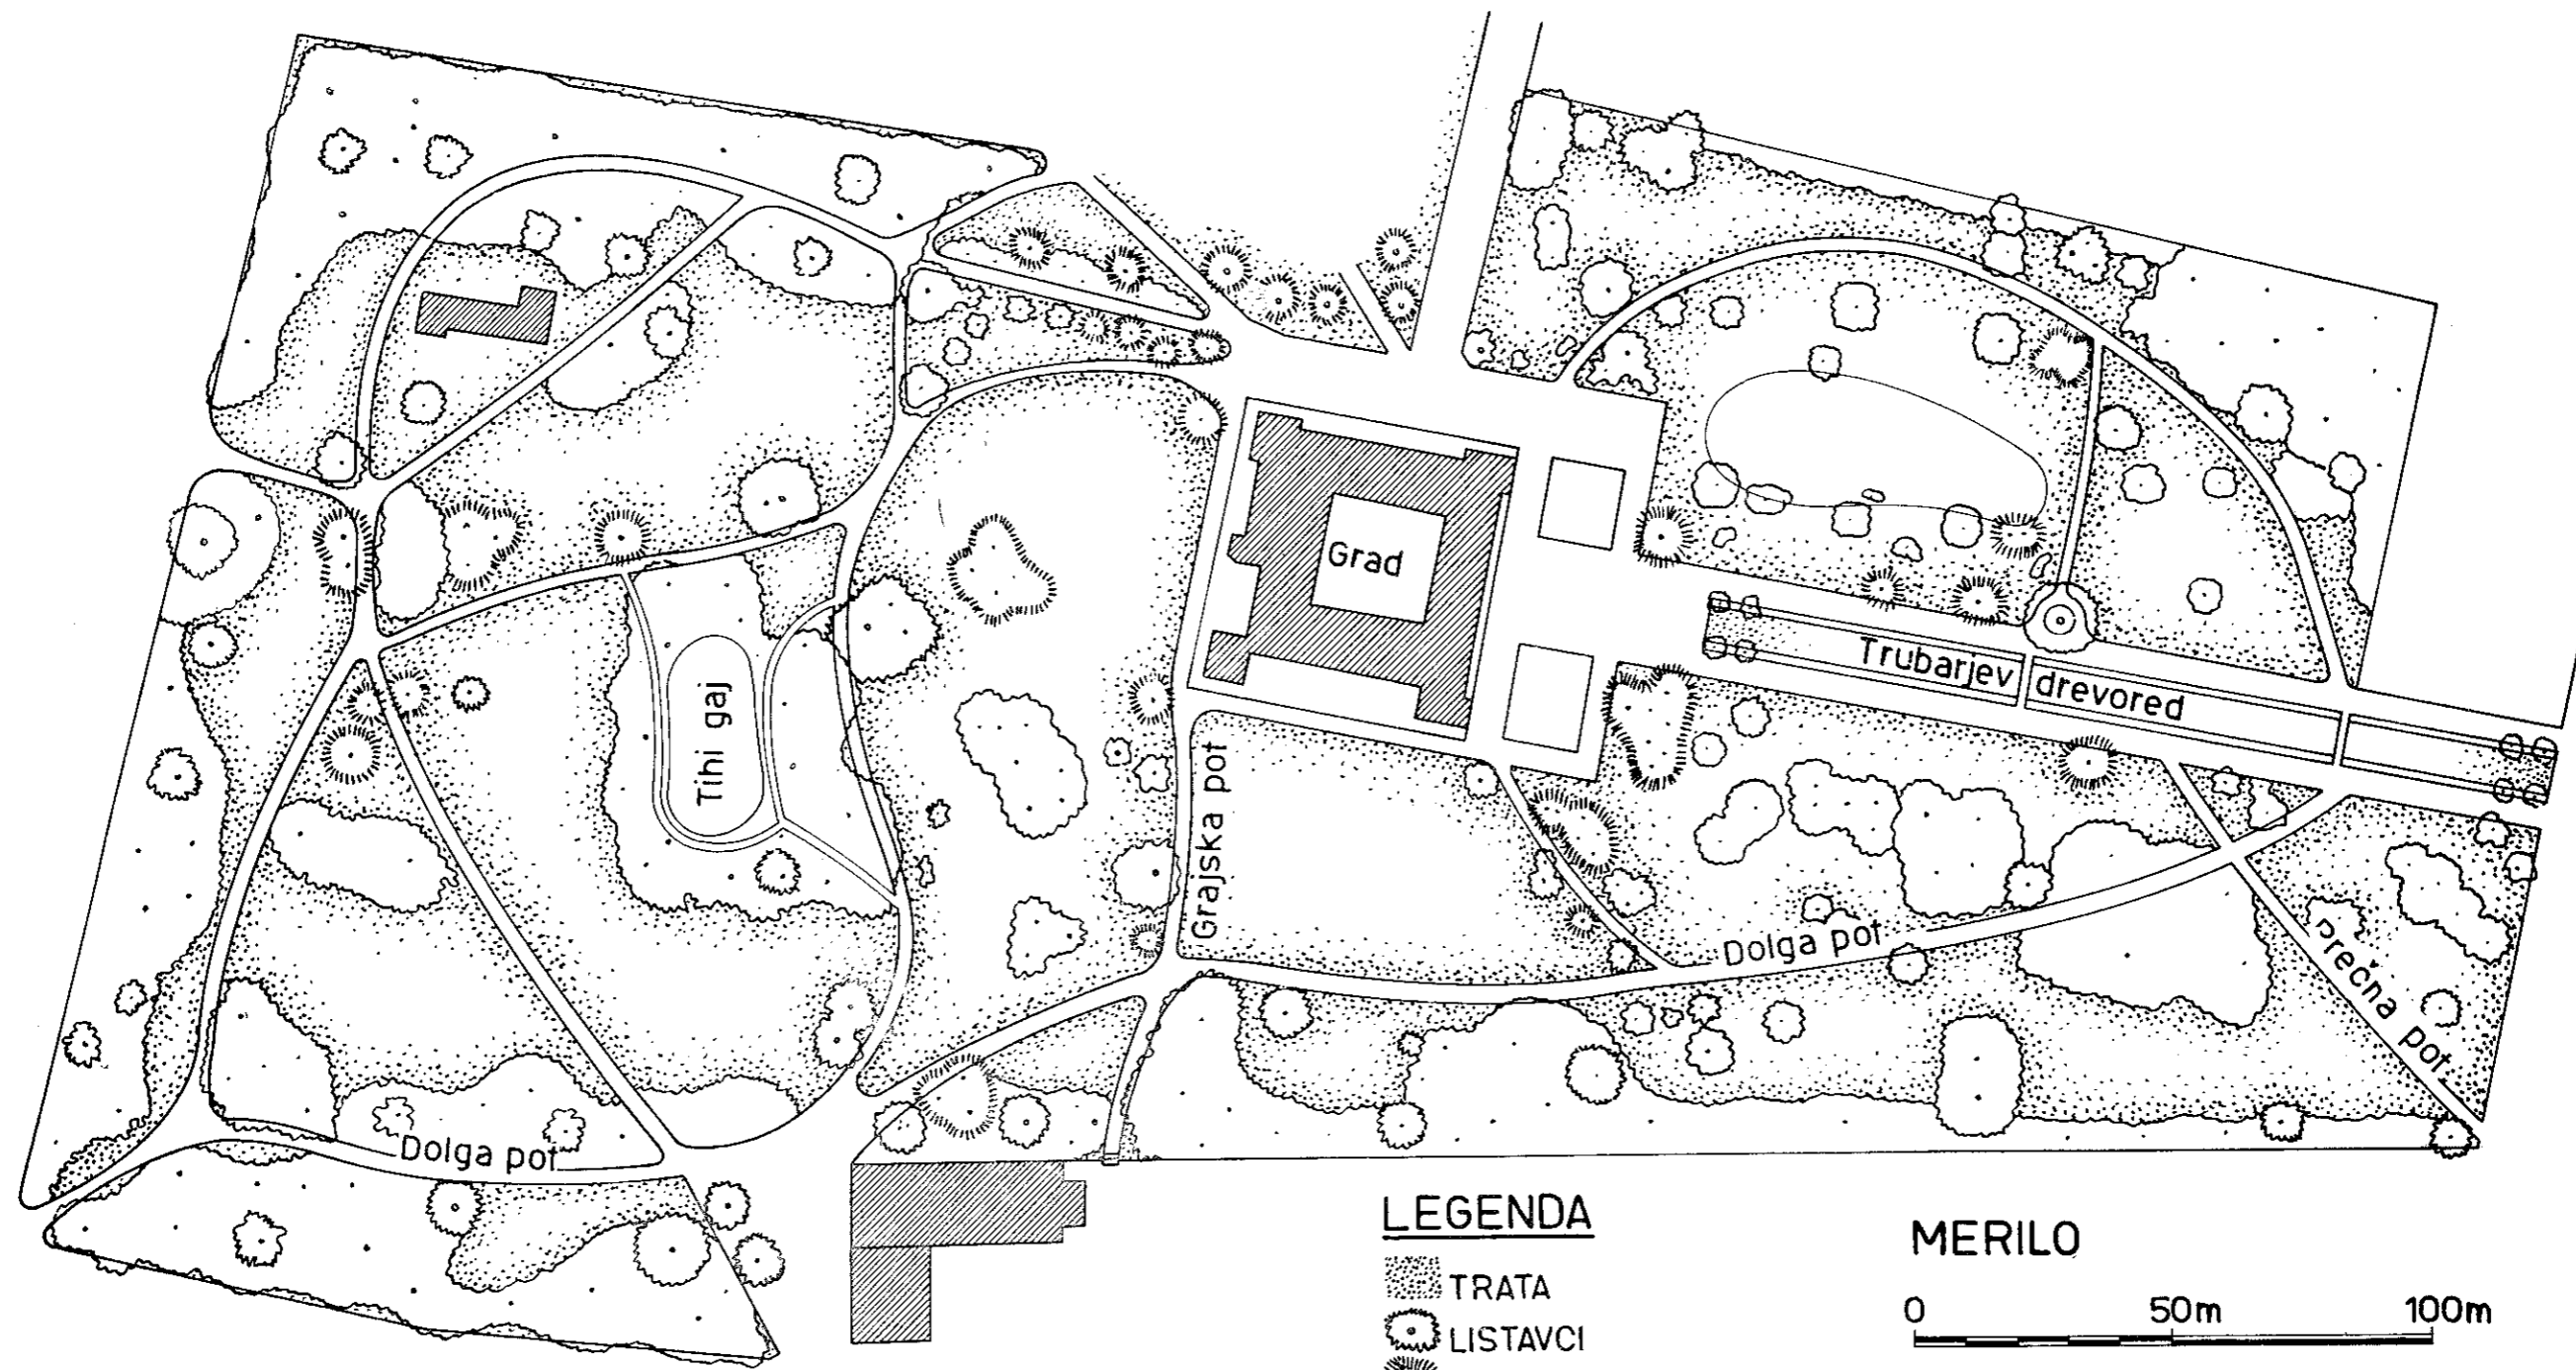 Grad
Trubarjev drevored
Tihi gaj
Grajska pot
Dolga pot
Prečna pot
Dolga pot
LEGENDA
TRATA
LISTAVCI
MERILO
0 50m 100m